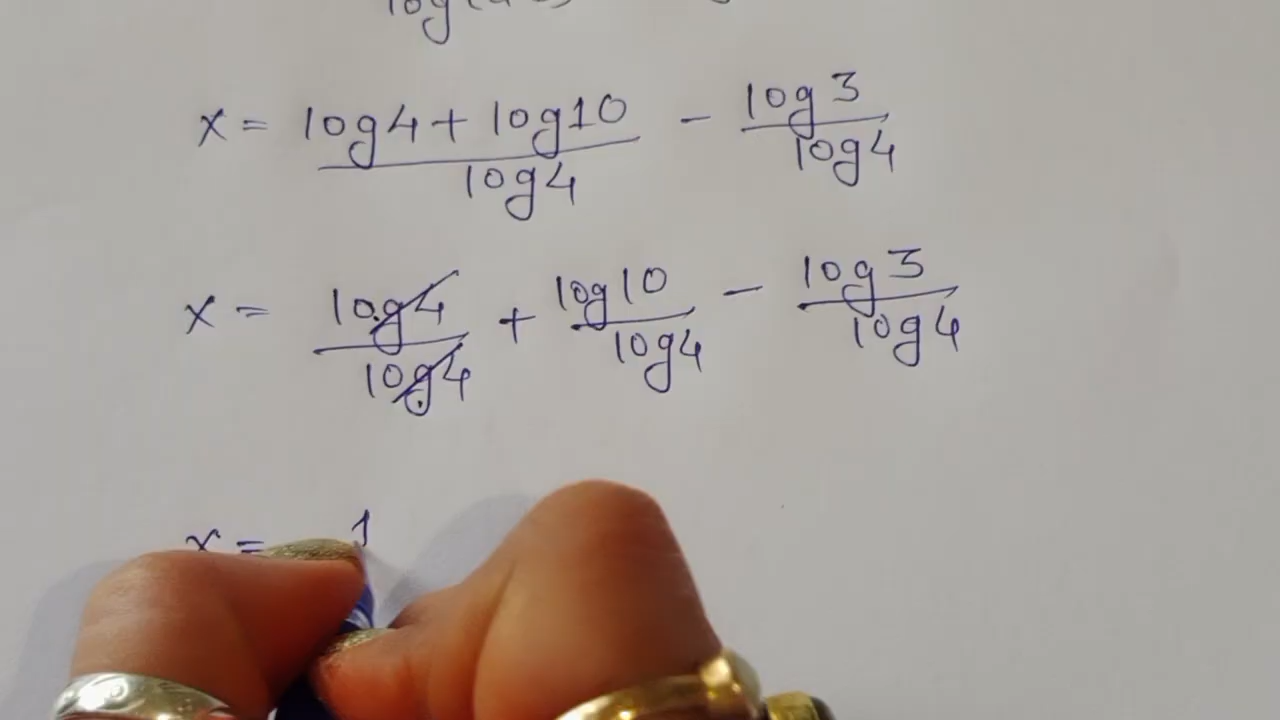 x = log4 + log10 / log4 - log3 / log4
x = log4 / log4 + log10 / log4 - log3 / log4
x = 1